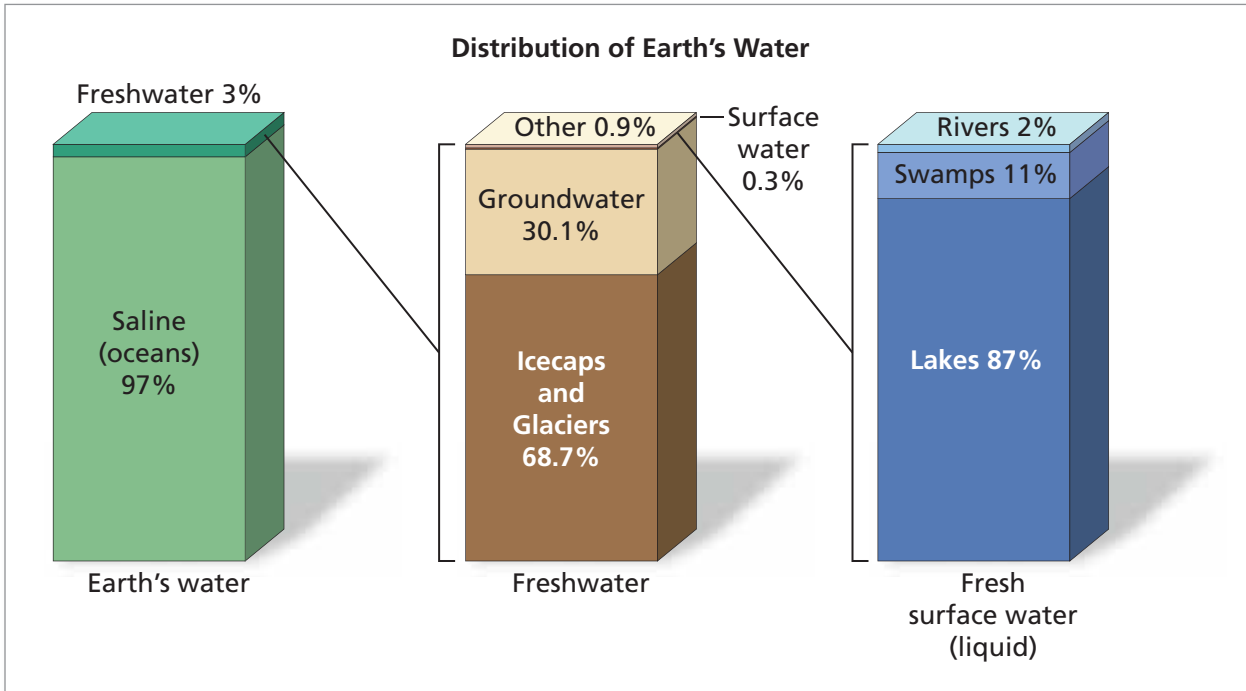 Distribution of Earth's Water
Freshwater 3%
Saline
(oceans)
97%
Earth's water
Other 0.9%
Surface
water
0.3%
Groundwater
30.1%
Icecaps
and
Glaciers
68.7%
Freshwater
Rivers 2%
Swamps 11%
Lakes 87%
Fresh
surface water
(liquid)